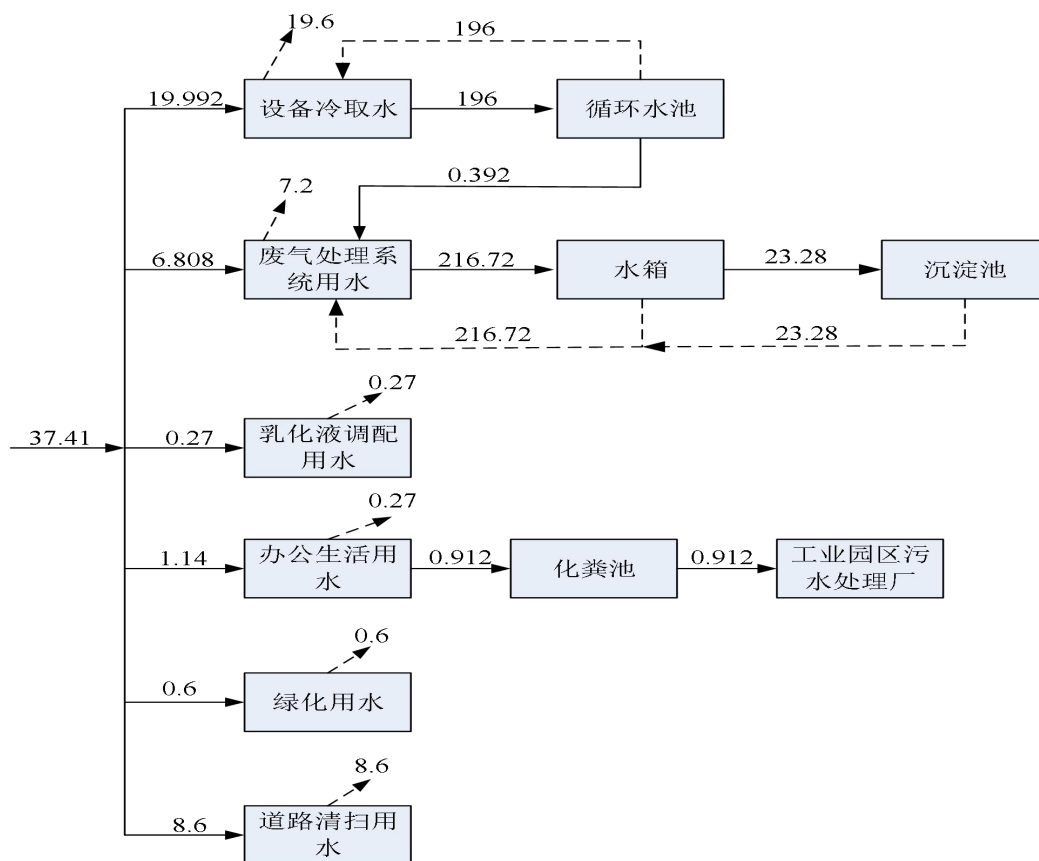 19.6
196
19.992
设备冷取水
196
循环水池
0.392
7.2
6.808
废气处理系
统用水
216.72
水箱
23.28
沉淀池
216.72
23.28
0.27
37.41
0.27
乳化液调配
用水
0.27
1.14
办公生活用
水
0.912
化粪池
0.912
工业园区污
水处理厂
0.6
0.6
绿化用水
8.6
8.6
道路清扫用
水